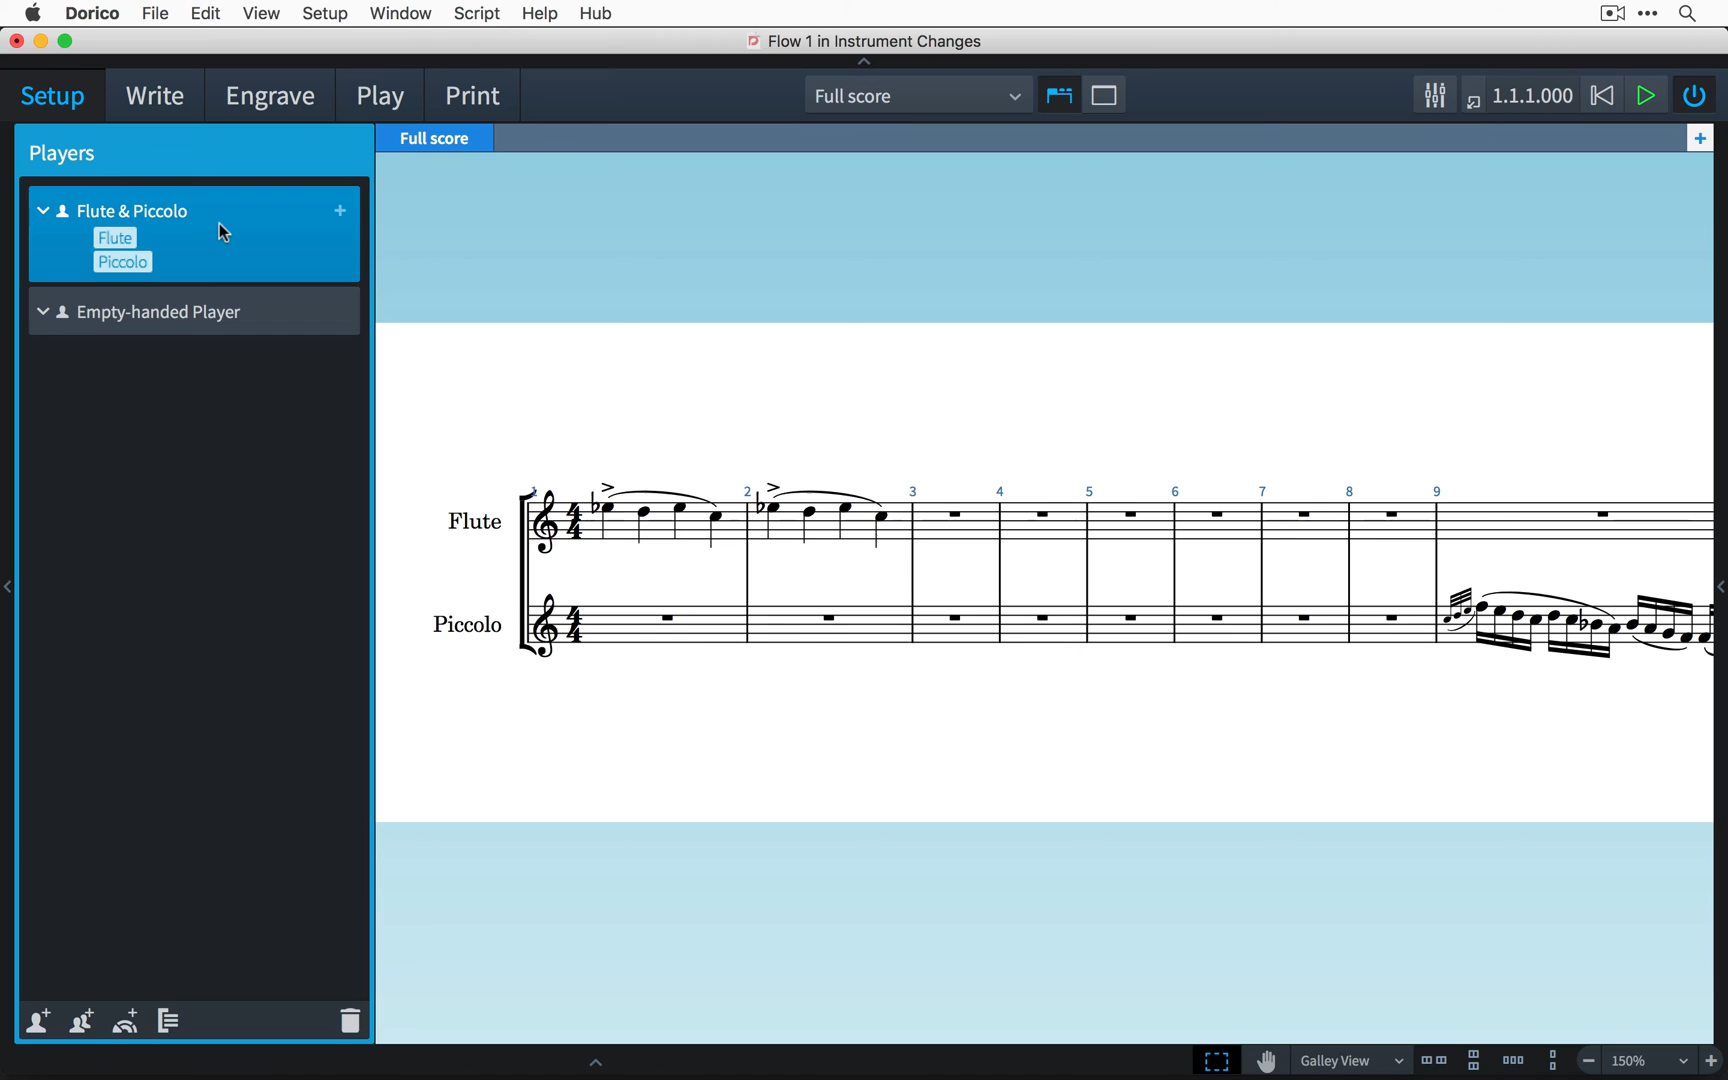 Dorico File Edit View Setup Window Script Help Hub
Flow 1 in Instrument Changes
Setup Write Engrave Play Print
Full score
1.1.1.000
Players
Full score
Flute & Piccolo
Flute
Piccolo
Empty-handed Player
1 2 3 4 5 6 7 8 9
Flute
Piccolo
Galley View
150%